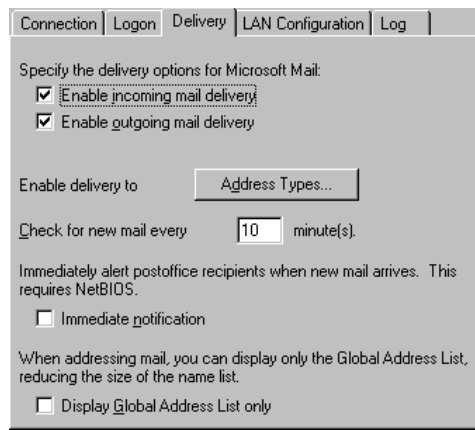 Connection Logon Delivery LAN Configuration Log
Specify the delivery options for Microsoft Mail:
Enable incoming mail delivery
Enable outgoing mail delivery
Enable delivery to Address Types...
Check for new mail every 10 minute(s).
Immediately alert postoffice recipients when new mail arrives. This
requires NetBIOS.
Immediate notification
When addressing mail, you can display only the Global Address List,
reducing the size of the name list.
Display Global Address List only